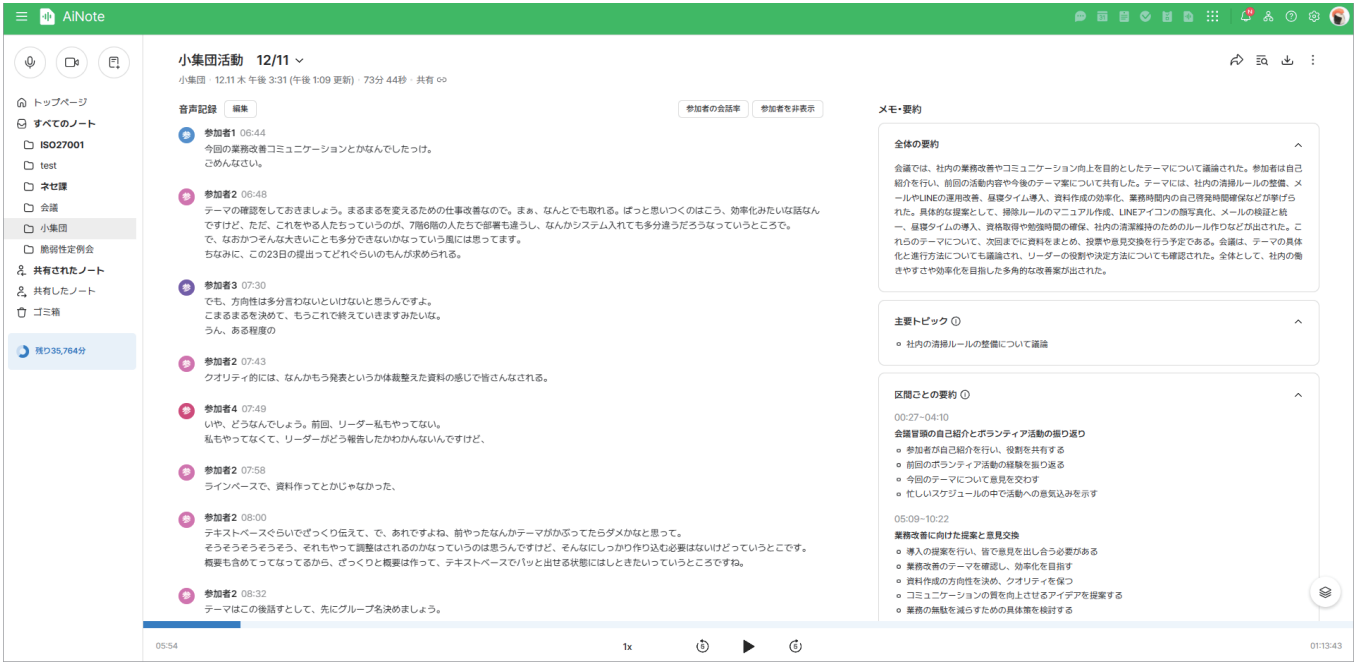 AiNote
小集団活動 12/11
小集団 · 12.11 木 午後 3:31 (午後 1:09 更新) · 73分 44秒 · 共有
トップページ
すべてのノート
ISO27001
test
ネセ課
会議
小集団
脆弱性定例会
共有されたノート
共有したノート
ゴミ箱
残り35,764分
音声記録 編集 参加者の会話率 参加者を非表示
参 参加者1 06:44
今回の業務改善コミュニケーションとかなんでしたっけ。
ごめんなさい。
参 参加者2 06:48
テーマの確認をしておきましょう。まるまるを変えるための仕事改善なので。まぁ、なんとでも取れる。ぱっと思いつくのはこう、効率化みたいな話なん
ですけど、ただ、これをやる人たちっていうのが、7階6階の人たちで部署も違うし、なんかシステム入れても多分違うだろうなっていうところで。
で、なおかつそんな大きいことも多分できないかなっていう風には思ってます。
ちなみに、この23日の提出ってどれぐらいのもんが求められる。
参 参加者3 07:30
でも、方向性は多分言わないといけないと思うんですよ。
こまるまるを決めて、もうこれで終えていきますみたいな。
うん、ある程度の
参 参加者2 07:43
クオリティ的には、なんかもう発表というか体裁整えた資料の感じで皆さんなされる。
参 参加者4 07:49
いや、どうなんでしょう。前回、リーダー私もやってない。
私もやってなくて、リーダーがどう報告したかわかんないんですけど、
参 参加者2 07:58
ラインベースで、資料作ってとかじゃなかった、
参 参加者2 08:00
テキストベースぐらいでざっくり伝えて、で、あれですよね、前やったなんかテーマがかぶってたらダメかなと思って。
そうそうそうそうそう、それもやって調整はされるのかなっていうのは思うんですけど、そんなにしっかり作り込む必要はないけどっていうとこです。
概要も含めてってなってるから、ざっくりと概要は作って、テキストベースでパッと出せる状態にはしときたいっていうところですね。
参 参加者2 08:32
テーマはこの後話すとして、先にグループ名決めましょう。
メモ・要約
全体の要約
会議では、社内の業務改善やコミュニケーション向上を目的としたテーマについて議論された。参加者は自己
紹介を行い、前回の活動内容や今後のテーマ案について共有した。テーマには、社内の清掃ルールの整備、メ
ールやLINEの運用改善、昼寝タイム導入、資料作成の効率化、業務時間内の自己啓発時間確保などが挙げら
れた。具体的な提案として、掃除ルールのマニュアル作成、LINEアイコンの顔写真化、メールの検証と統
一、昼寝タイムの導入、資格取得や勉強時間の確保、社内の清潔維持のためのルール作りなどが出された。こ
れらのテーマについて、次回までに資料をまとめ、投票や意見交換を行う予定である。会議は、テーマの具体
化と進行方法についても議論され、リーダーの役割や決定方法についても確認された。全体として、社内の働
きやすさや効率化を目指した多角的な改善案が出された。
主要トピック
社内の清掃ルールの整備について議論
区間ごとの要約
00:27~04:10
会議冒頭の自己紹介とボランティア活動の振り返り
参加者が自己紹介を行い、役割を共有する
前回のボランティア活動の経験を振り返る
今回のテーマについて意見を交わす
忙しいスケジュールの中で活動への意気込みを示す
05:09~10:22
業務改善に向けた提案と意見交換
導入の提案を行い、皆で意見を出し合う必要がある
業務改善のテーマを確認し、効率化を目指す
資料作成の方向性を決め、クオリティを保つ
コミュニケーションの質を向上させるアイデアを提案する
業務の無駄を減らすための具体策を検討する
05:54 1x 5 5 01:13:43